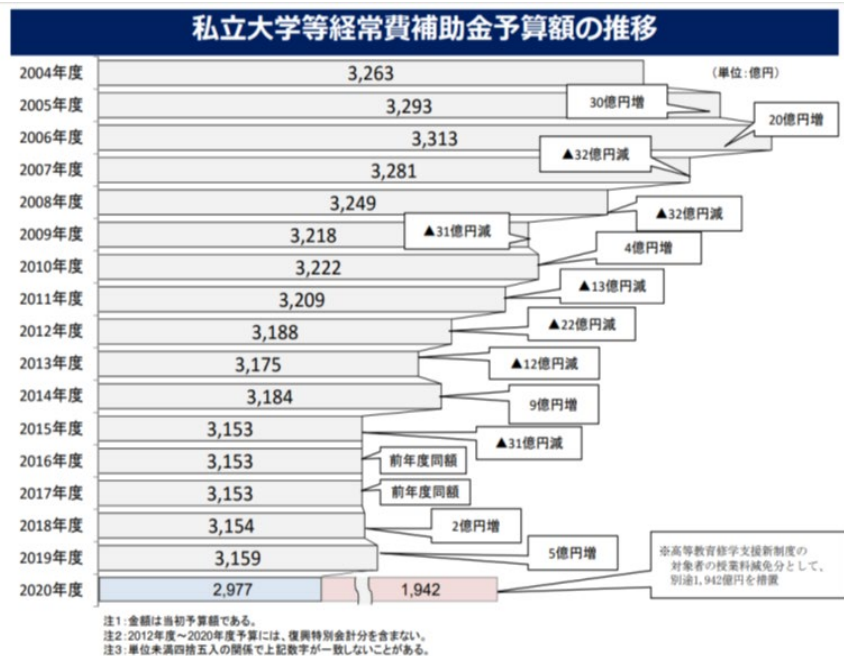 私立大学等経常費補助金予算額の推移
(単位：億円)
2004年度 3,263
30億円増
2005年度 3,293
20億円増
2006年度 3,313
▲32億円減
2007年度 3,281
2008年度 3,249
▲32億円減
2009年度 3,218 ▲31億円減
2010年度 3,222 4億円増
2011年度 3,209 ▲13億円減
2012年度 3,188 ▲22億円減
2013年度 3,175 ▲12億円減
2014年度 3,184 9億円増
2015年度 3,153 ▲31億円減
2016年度 3,153 前年度同額
2017年度 3,153 前年度同額
2018年度 3,154 2億円増
2019年度 3,159 5億円増
※高等教育修学支援新制度の
対象者の授業料減免分として、
別途1,942億円を措置
2020年度 2,977 1,942
注1：金額は当初予算額である。
注2：2012年度～2020年度予算には、復興特別会計分を含まない。
注3：単位未満四捨五入の関係で上記数字が一致しないことがある。